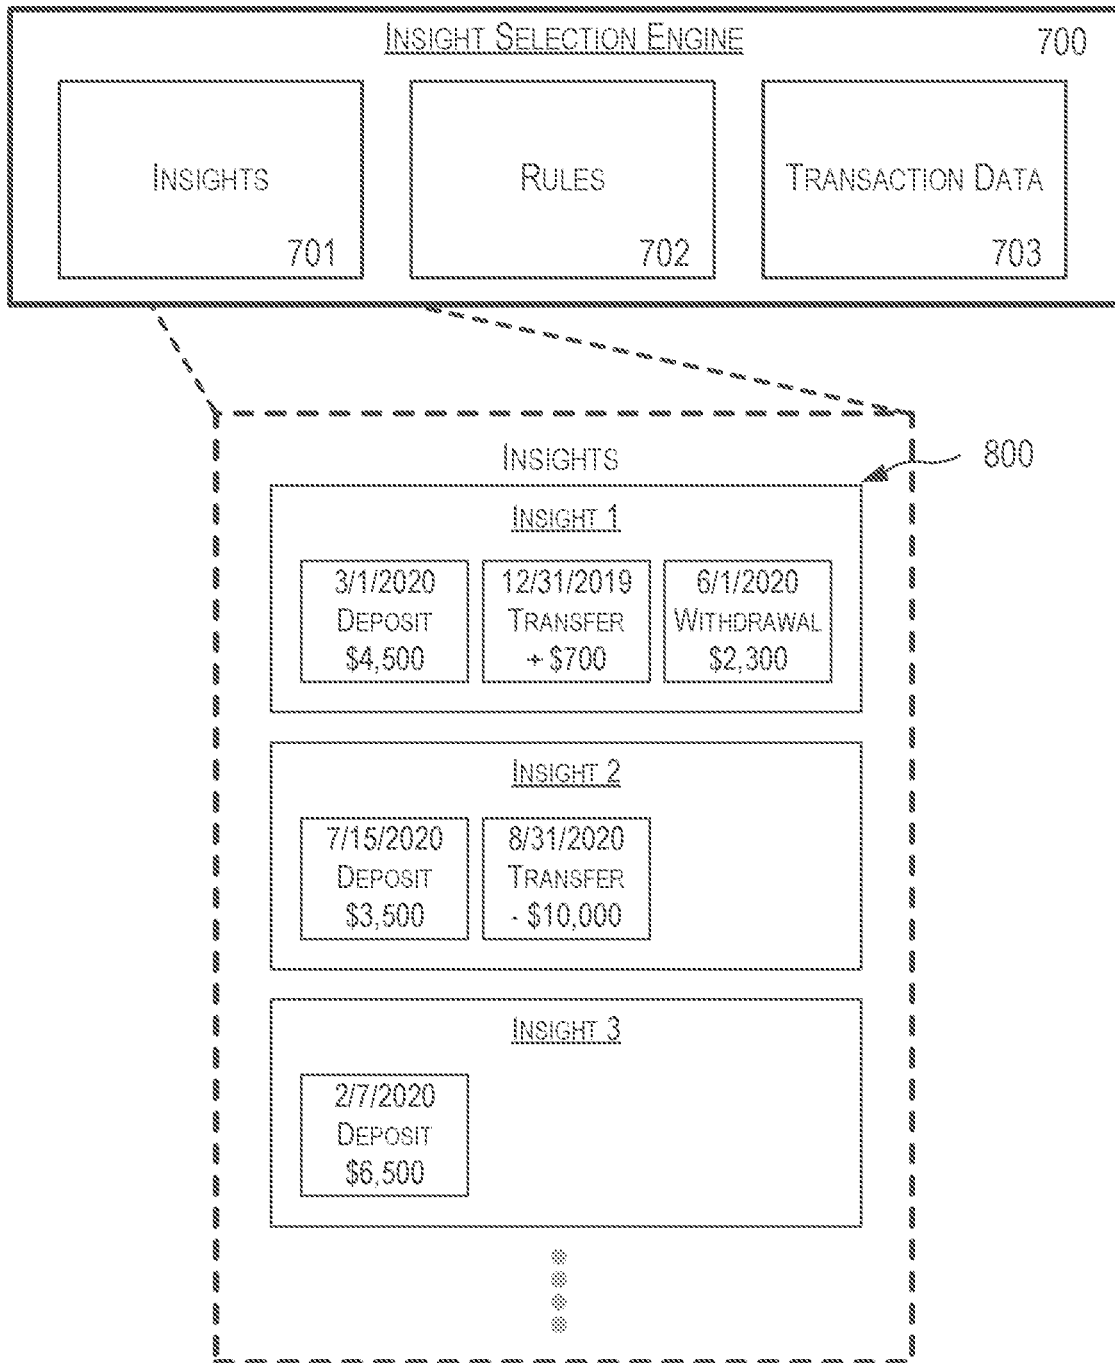 INSIGHT SELECTION ENGINE
700
INSIGHTS
701
RULES
702
TRANSACTION DATA
703
INSIGHTS
800
INSIGHT 1
3/1/2020
DEPOSIT
$4,500
12/31/2019
TRANSFER
+ $700
6/1/2020
WITHDRAWAL
$2,300
INSIGHT 2
7/15/2020
DEPOSIT
$3,500
8/31/2020
TRANSFER
- $10,000
INSIGHT 3
2/7/2020
DEPOSIT
$6,500